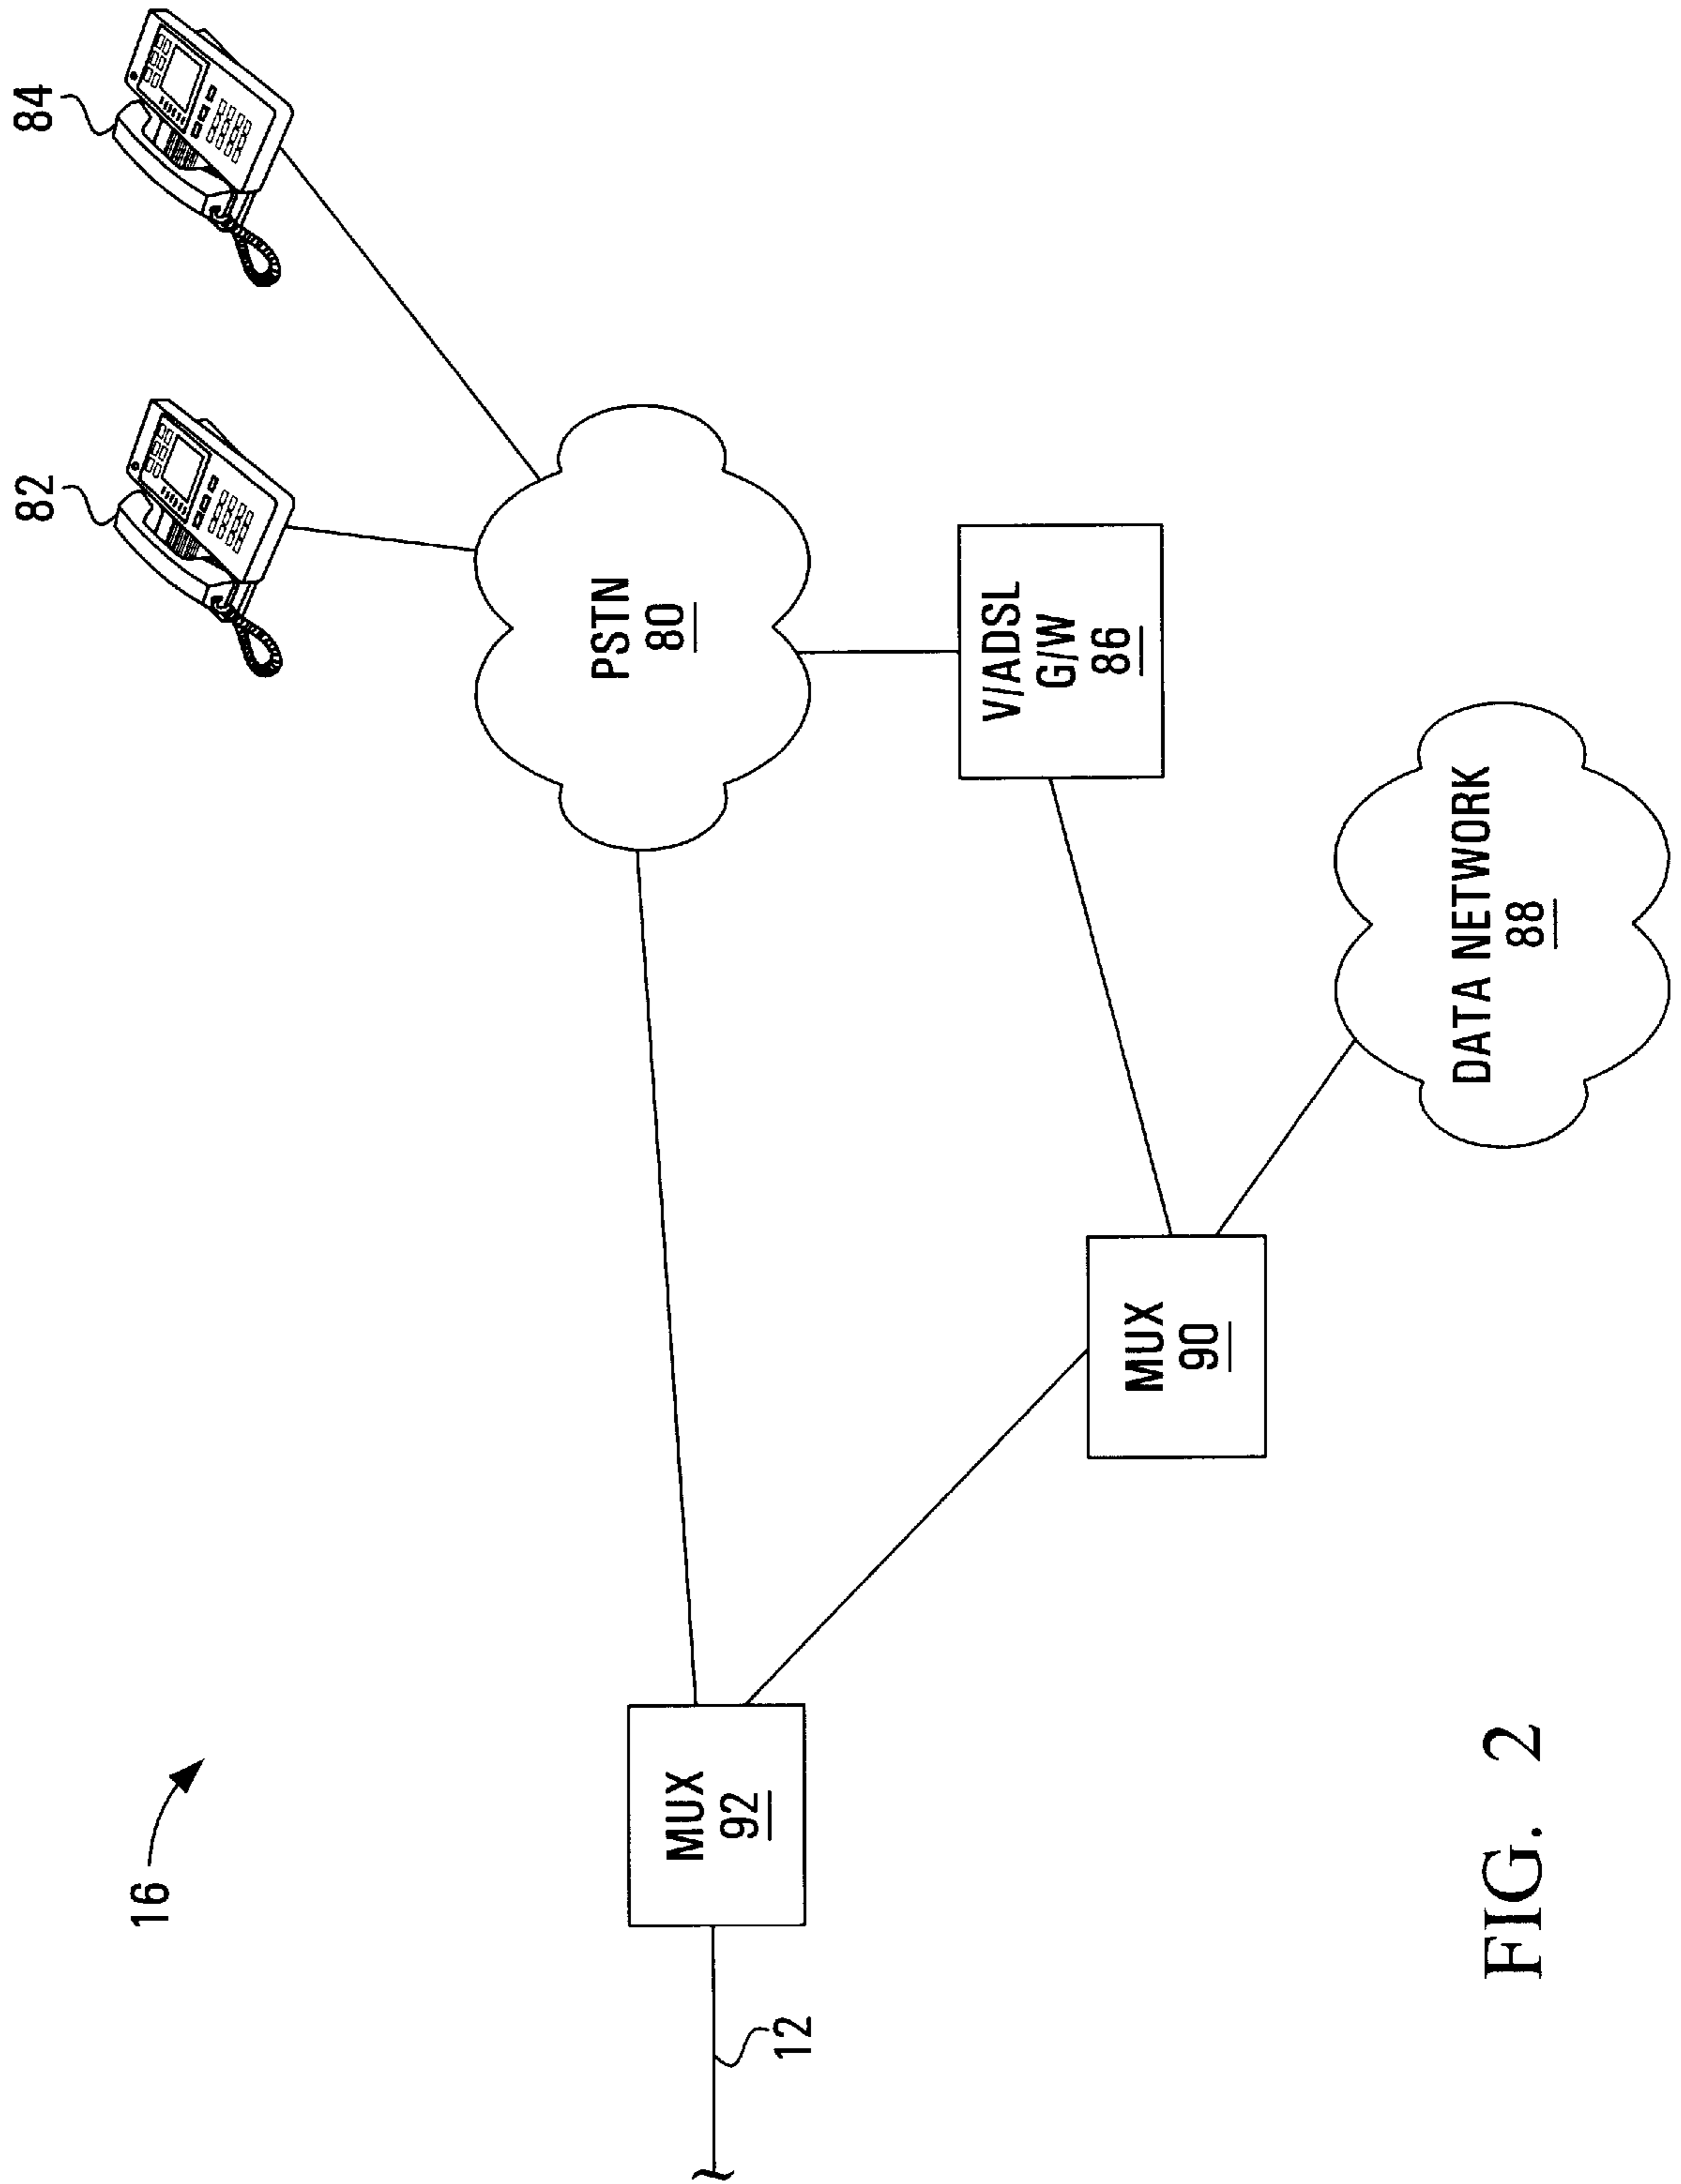 84
82
PSTN
80
V/ADSL
G/W
86
DATA NETWORK
88
MUX
90
MUX
92
16
12
FIG. 2